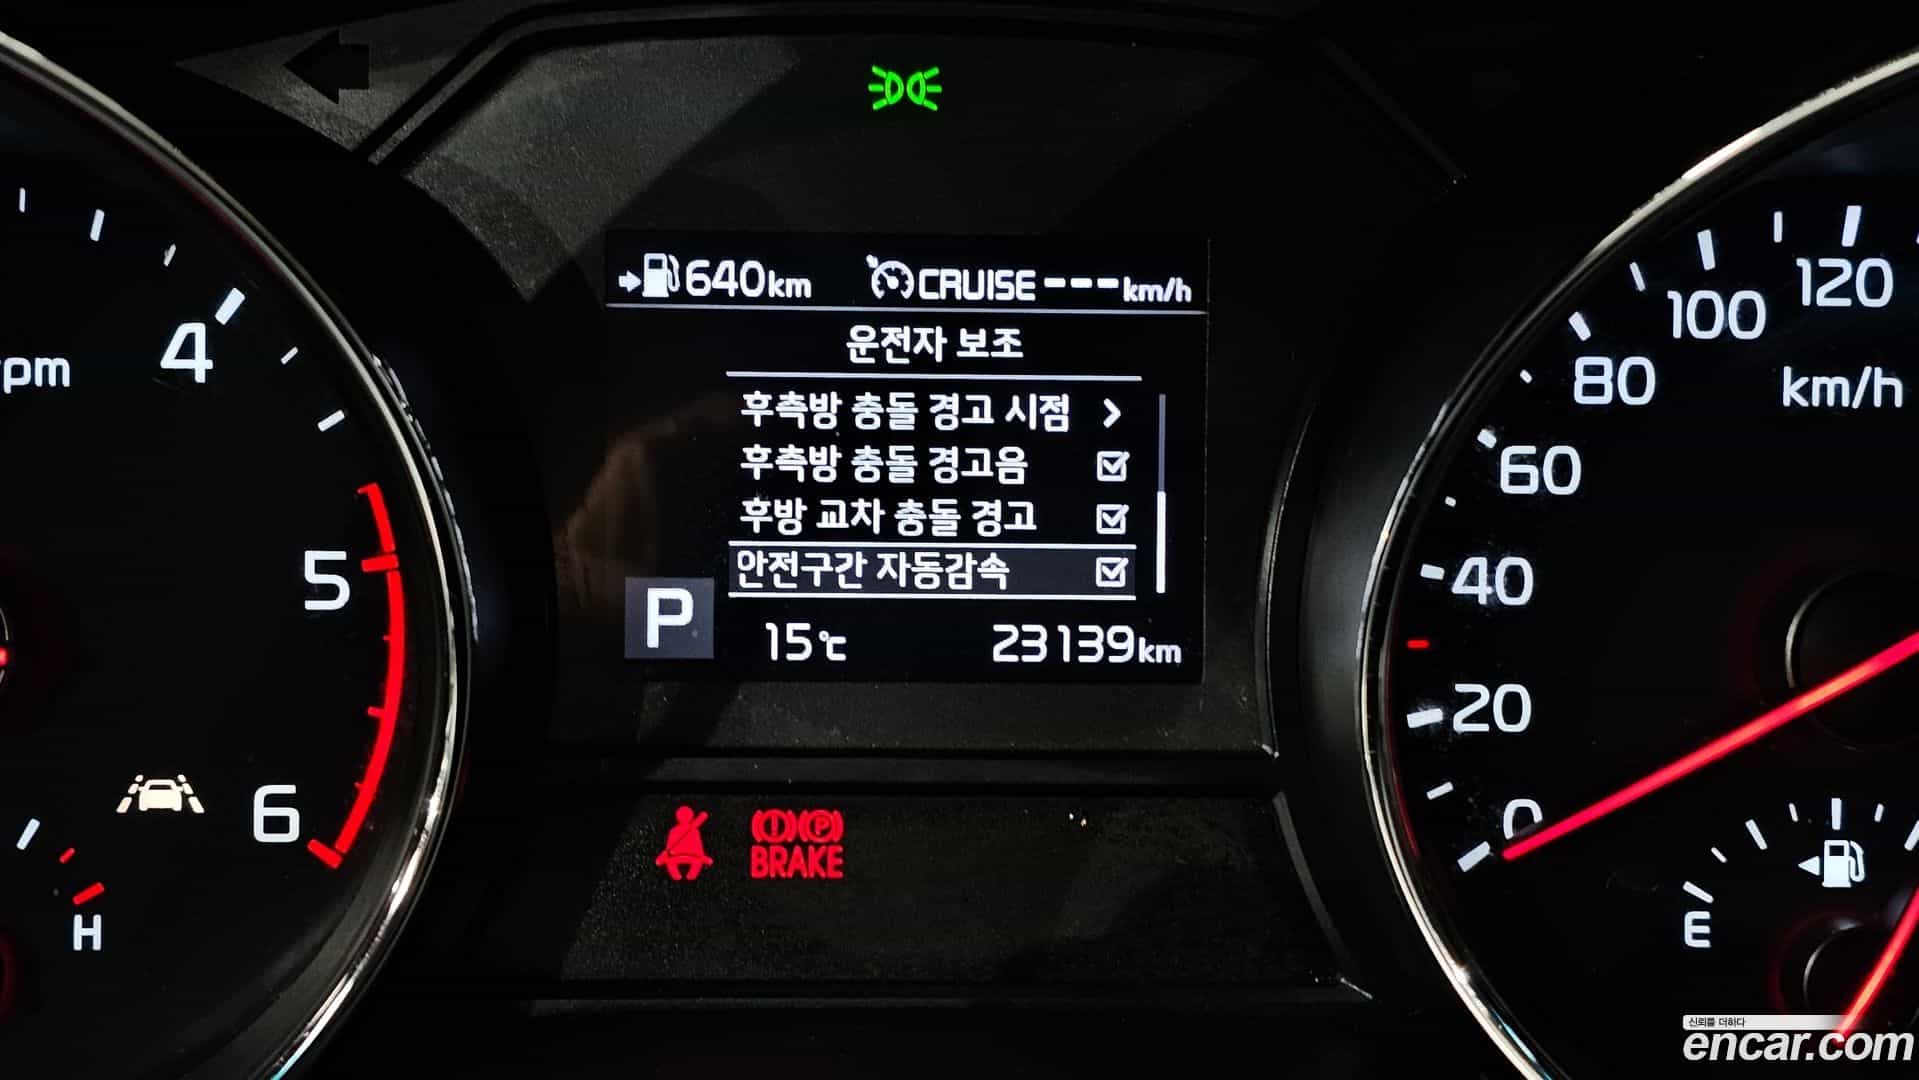 640km CRUISE ---km/h
운전자 보조
후측방 충돌 경고 시점
후측방 충돌 경고음
후방 교차 충돌 경고
안전구간 자동감속
P 15℃ 23139km
rpm
4
5
6
H
BRAKE
120
100
80
km/h
60
40
20
0
E
신뢰를 더하다
encar.com